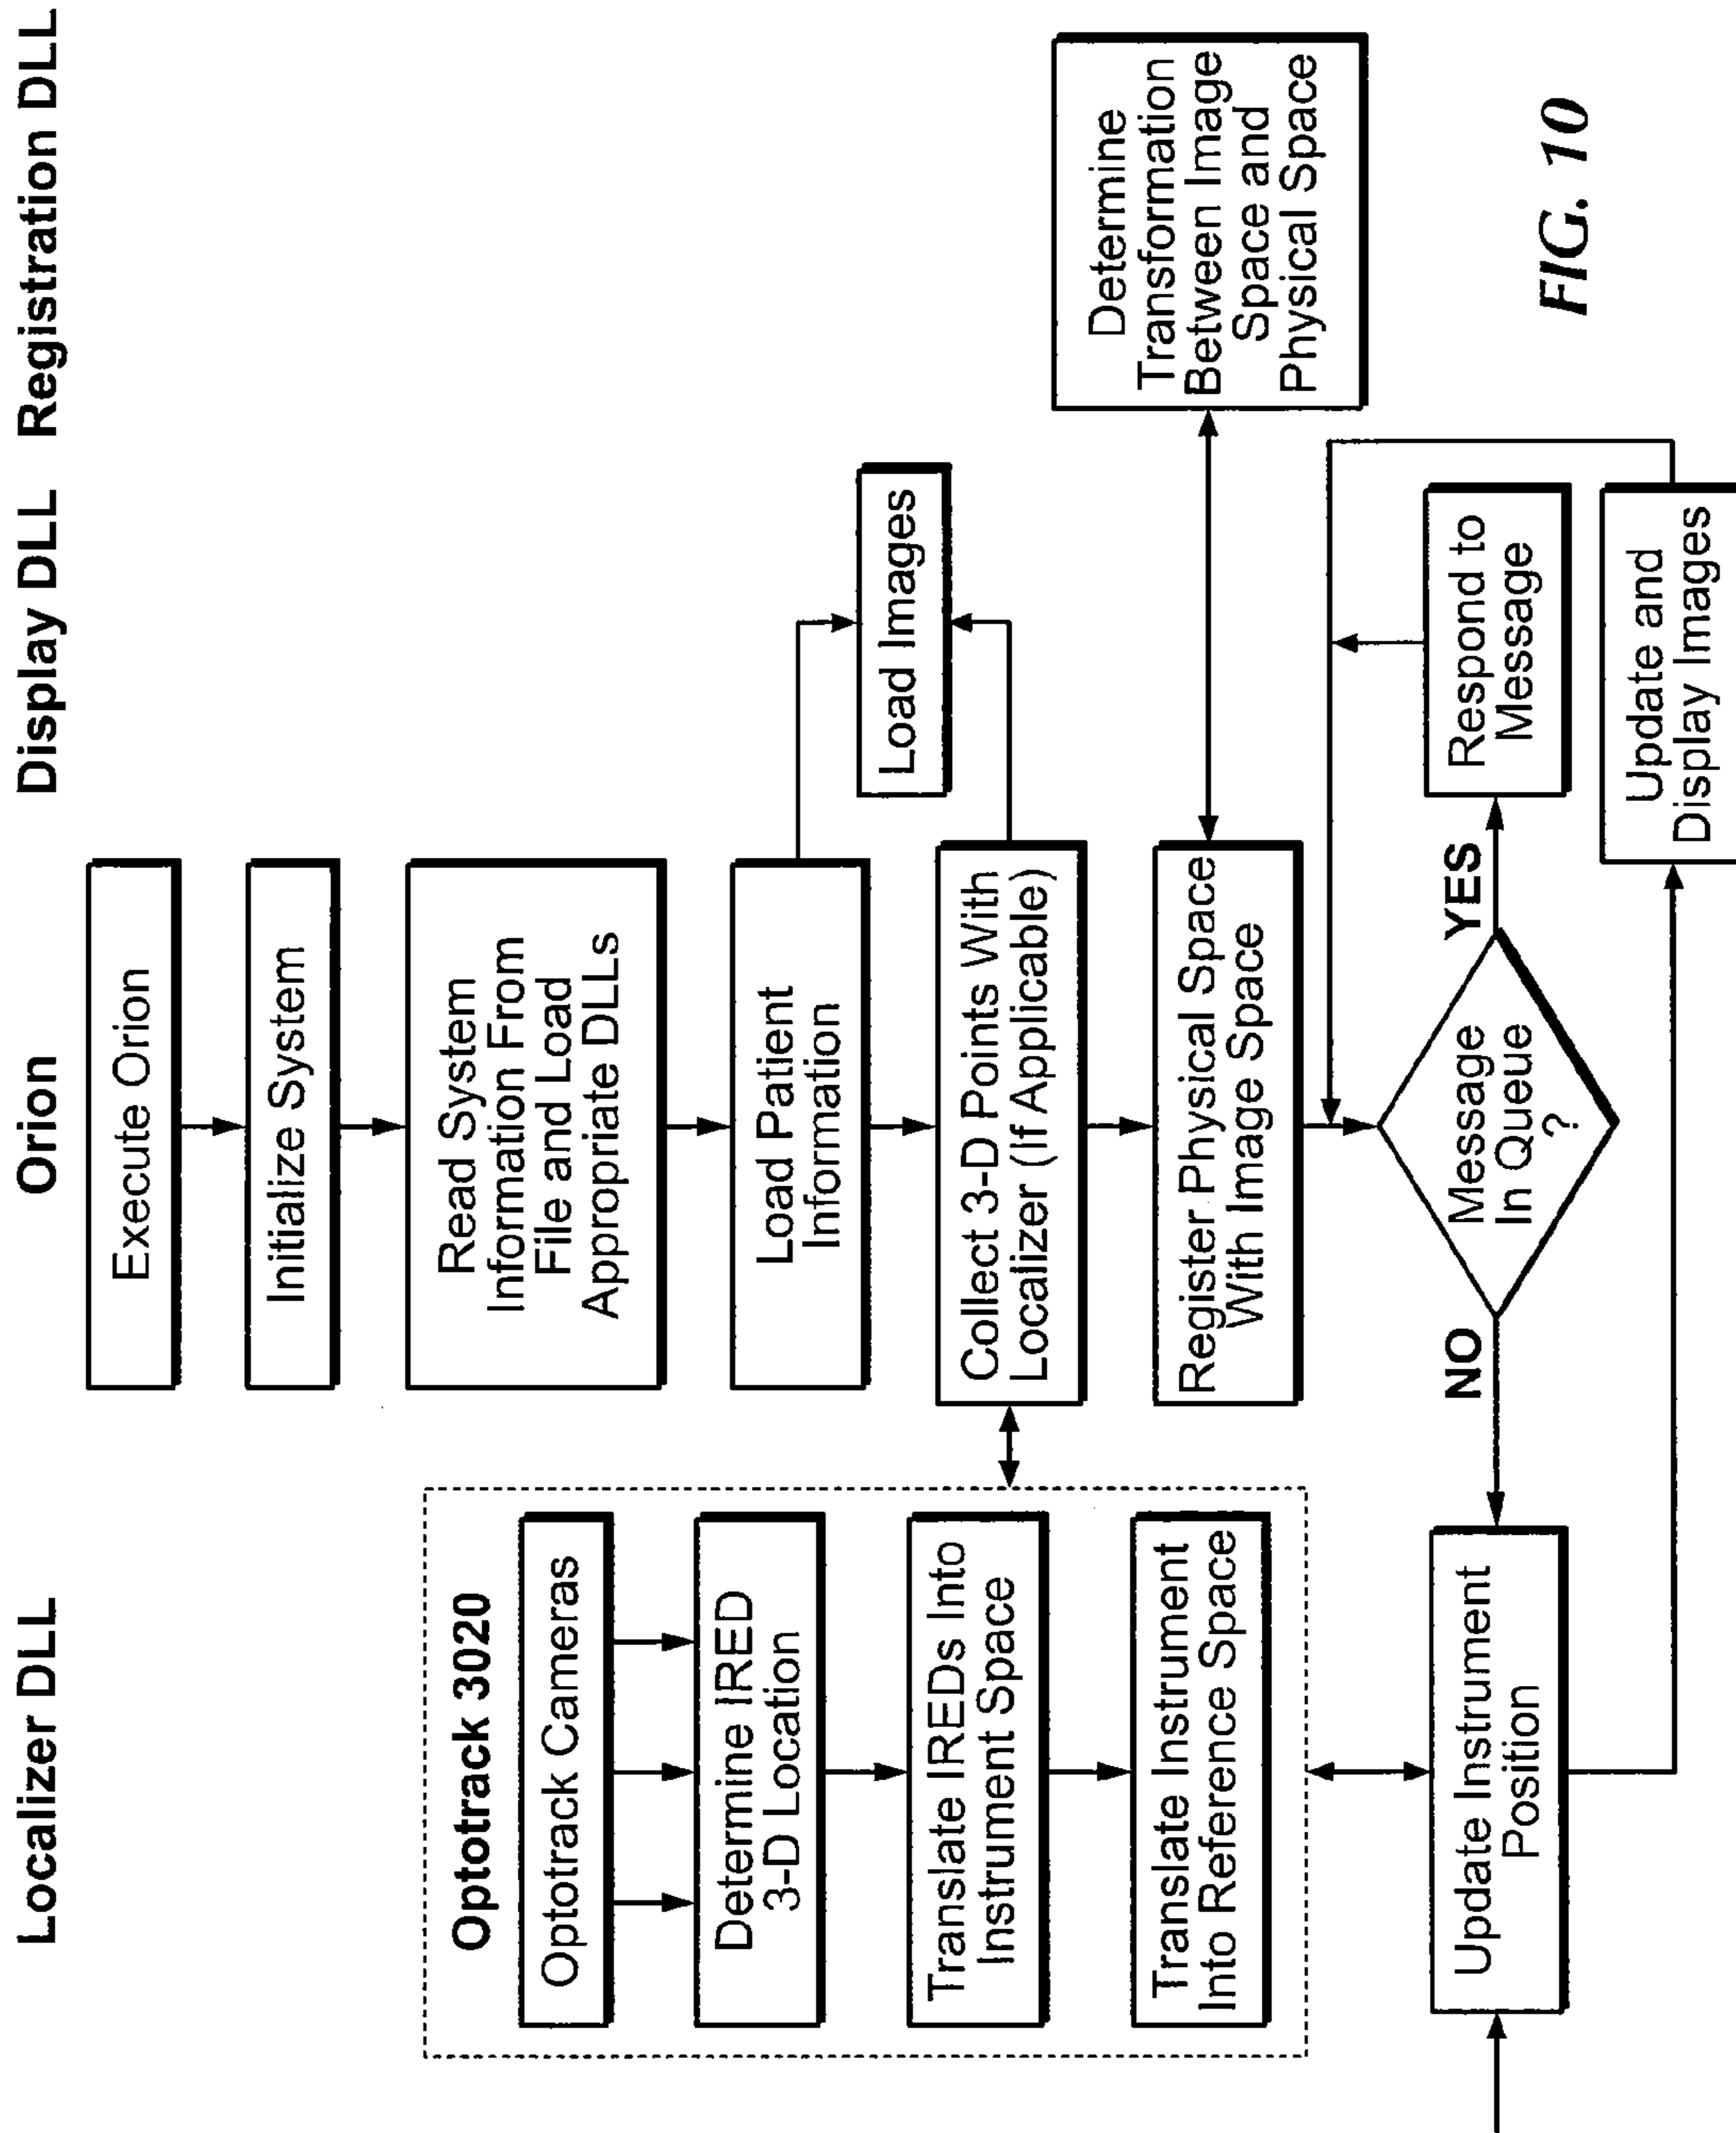 Localizer DLL
Orion
Display DLL
Registration DLL
Execute Orion
Initialize System
Read System
Information From
File and Load
Appropriate DLLs
Load Patient
Information
Load Images
Optotrack 3020
Optotrack Cameras
Determine IRED
3-D Location
Translate IREDs Into
Instrument Space
Translate Instrument
Into Reference Space
Collect 3-D Points With
Localizer (If Applicable)
Register Physical Space
With Image Space
Determine
Transformation
Between Image
Space and
Physical Space
Message
In Queue
?
NO
YES
Update Instrument
Position
Respond to
Message
Update and
Display Images
FIG. 10